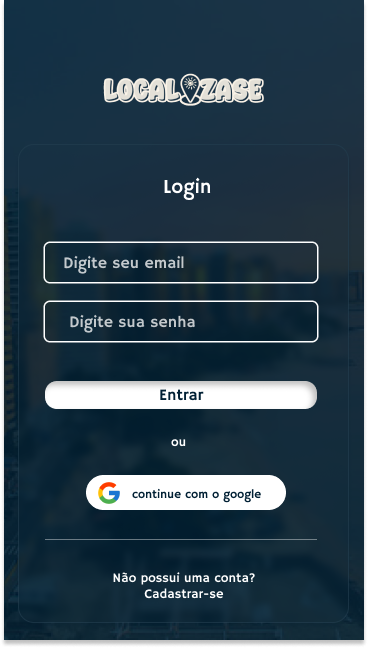 LOCALIZASE
Login
Digite seu email
Digite sua senha
Entrar
ou
continue com o google
Não possui uma conta?
Cadastrar-se